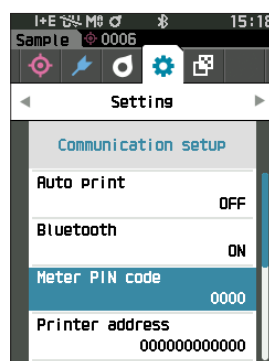 I+E M0 15:18
Sample 0006
Setting
Communication setup
Auto print
OFF
Bluetooth
ON
Meter PIN code
0000
Printer address
000000000000